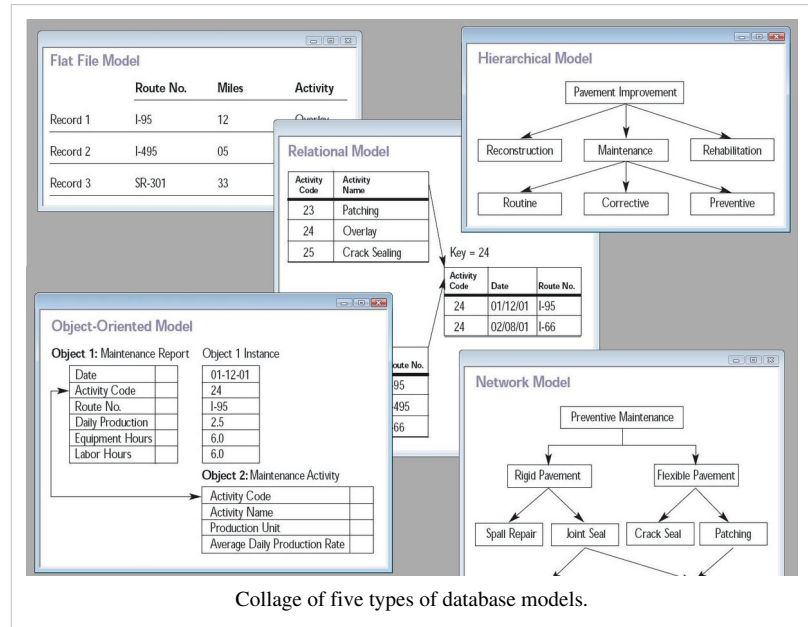 Flat File Model
Route No. Miles Activity
Record 1 I-95 12 Overlay
Record 2 I-495 05
Record 3 SR-301 33
Hierarchical Model
Pavement Improvement
Reconstruction Maintenance Rehabilitation
Routine Corrective Preventive
Relational Model
Activity Code Activity Name
23 Patching
24 Overlay
25 Crack Sealing
Key = 24
Activity Code Date Route No.
24 01/12/01 I-95
24 02/08/01 I-66
Route No.
-95
-495
-66
Object-Oriented Model
Object 1: Maintenance Report Object 1 Instance
Date 01-12-01
Activity Code 24
Route No. I-95
Daily Production 2.5
Equipment Hours 6.0
Labor Hours 6.0
Object 2: Maintenance Activity
Activity Code
Activity Name
Production Unit
Average Daily Production Rate
Network Model
Preventive Maintenance
Rigid Pavement Flexible Pavement
Spall Repair Joint Seal Crack Seal Patching
Collage of five types of database models.